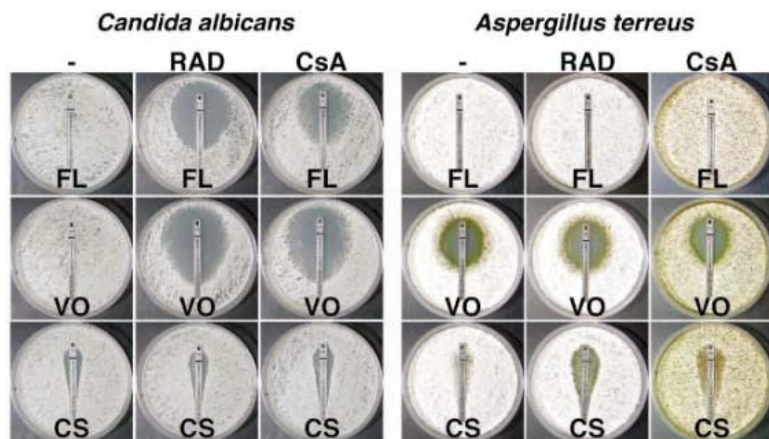 Candida albicans Aspergillus terreus
- RAD CsA - RAD CsA
FL FL FL FL FL FL
VO VO VO VO VO VO
CS CS CS CS CS CS